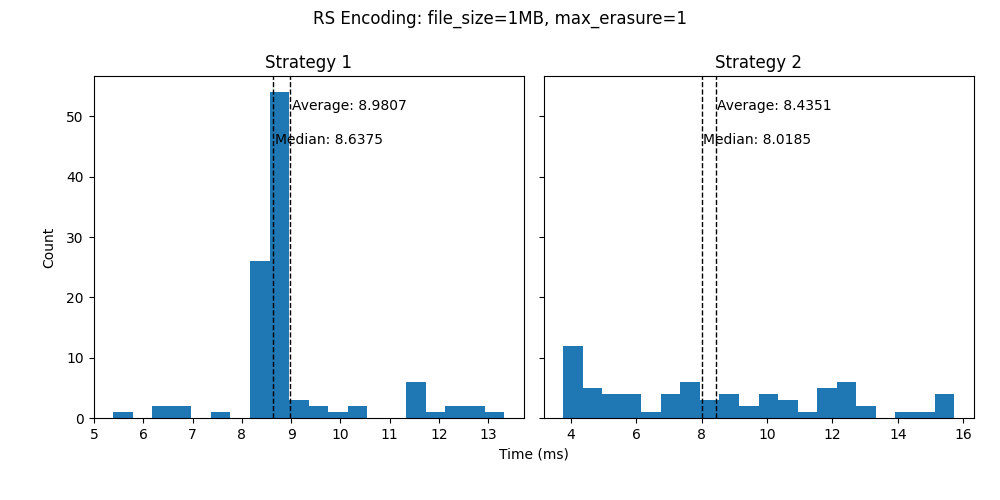 RS Encoding: file_size=1MB, max_erasure=1
Strategy 1
Average: 8.9807
Median: 8.6375
Count
50
40
30
20
10
0
5 6 7 8 9 10 11 12 13
Strategy 2
Average: 8.4351
Median: 8.0185
4 6 8 10 12 14 16
Time (ms)